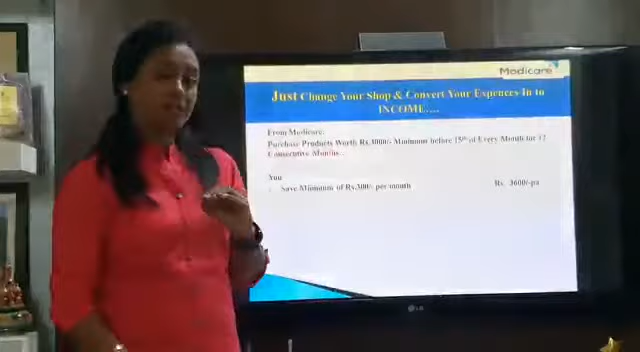 Modicare
Just Change Your Shop & Convert Your Expences In to
INCOME....
From Modicare.
Purchase Products Worth Rs.3000/- Minimum before 15th of Every Month for 12
Consecutive Months..
You
Save Minimum of Rs.300/- per month Rs. 3600/-pa
LG